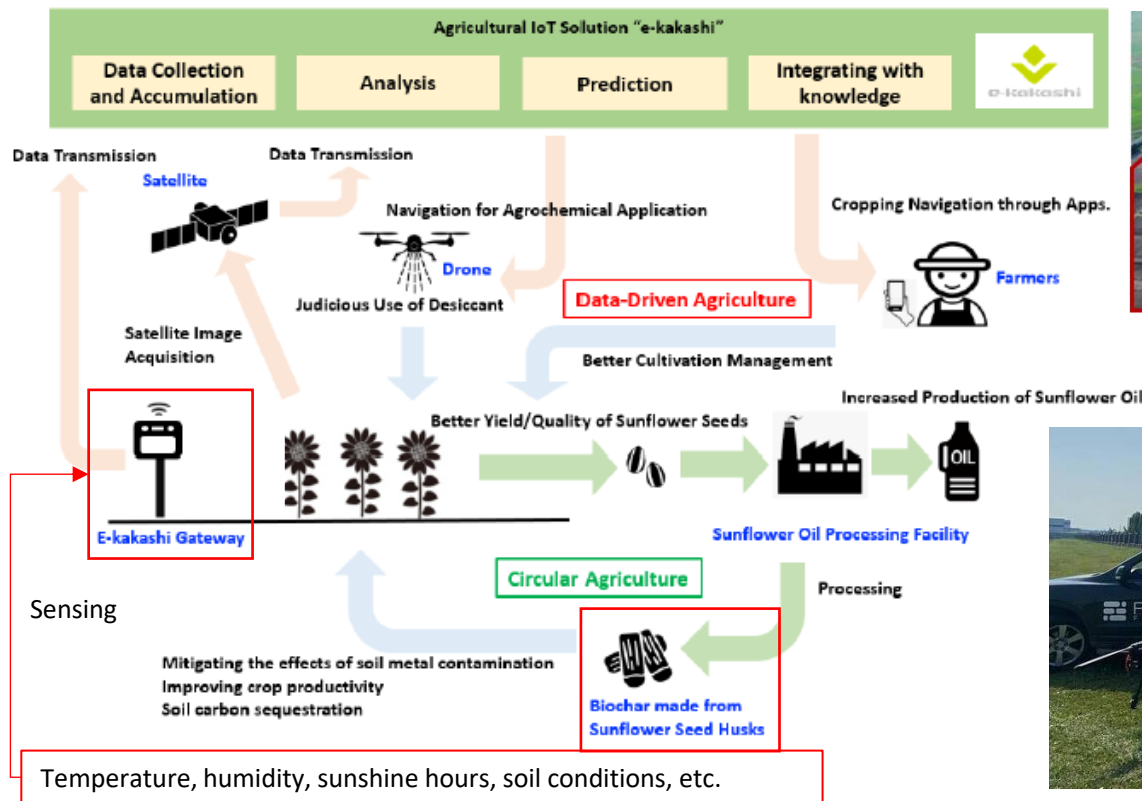 Agricultural IoT Solution “e-kakashi”
Data Collection
and Accumulation
Analysis
Prediction
Integrating with
knowledge
e-kakashi
Data Transmission
Data Transmission
Satellite
Navigation for Agrochemical Application
Cropping Navigation through Apps.
Drone
Farmers
Judicious Use of Desiccant
Data-Driven Agriculture
Satellite Image
Acquisition
Better Cultivation Management
Increased Production of Sunflower Oil
Better Yield/Quality of Sunflower Seeds
OIL
E-kakashi Gateway
Sunflower Oil Processing Facility
Circular Agriculture
Processing
Sensing
Mitigating the effects of soil metal contamination
Improving crop productivity
Soil carbon sequestration
Biochar made from
Sunflower Seed Husks
Temperature, humidity, sunshine hours, soil conditions, etc.